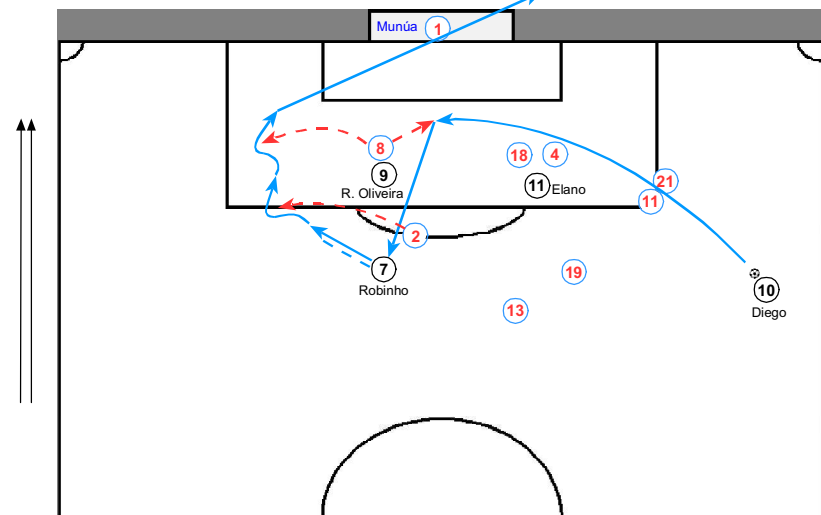 Munúa 1
8
18 4
9
R. Oliveira
11 Elano
21
11
2
7
Robinho
19
10
Diego
13